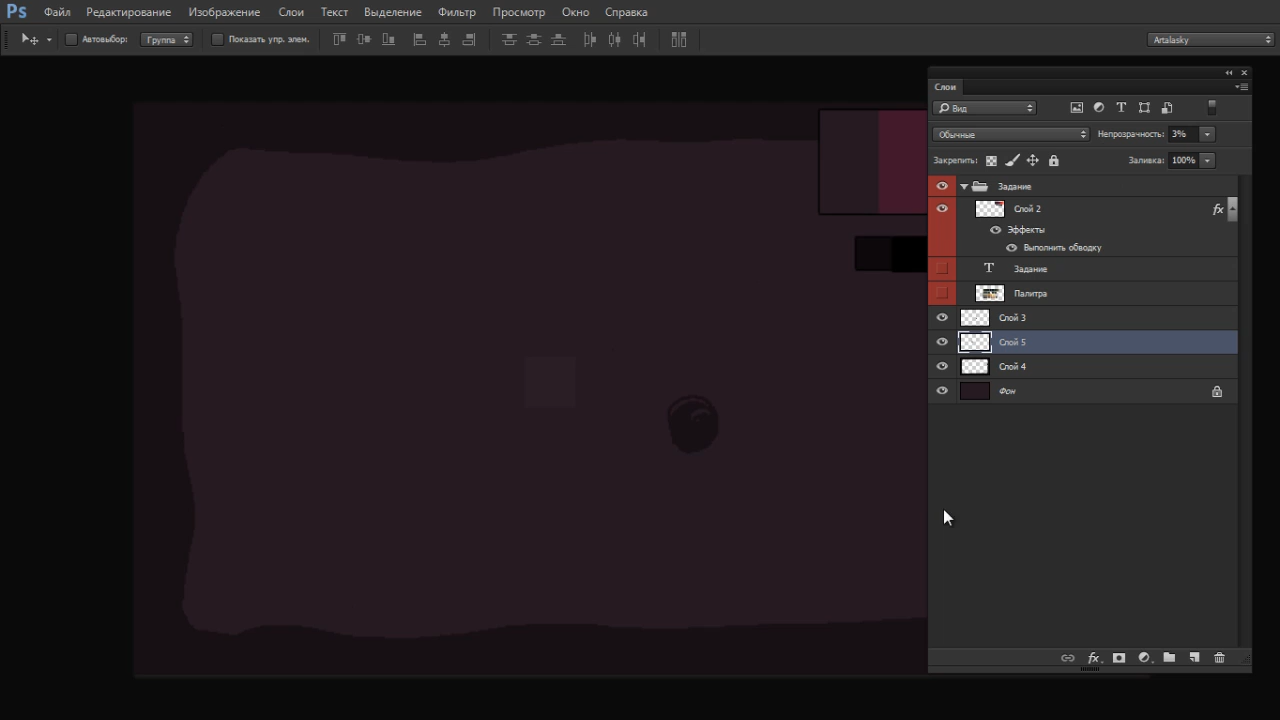 Ps Файл Редактирование Изображение Слои Текст Выделение Фильтр Просмотр Окно Справка
Автовыбор: Группа Показать упр. элем. Artalasky
Слои
Вид
Обычные Непрозрачность: 3%
Закрепить: Заливка: 100%
Задание
Слой 2 fx
Эффекты
Выполнить обводку
T Задание
Палитра
Слой 3
Слой 5
Слой 4
Фон
fx